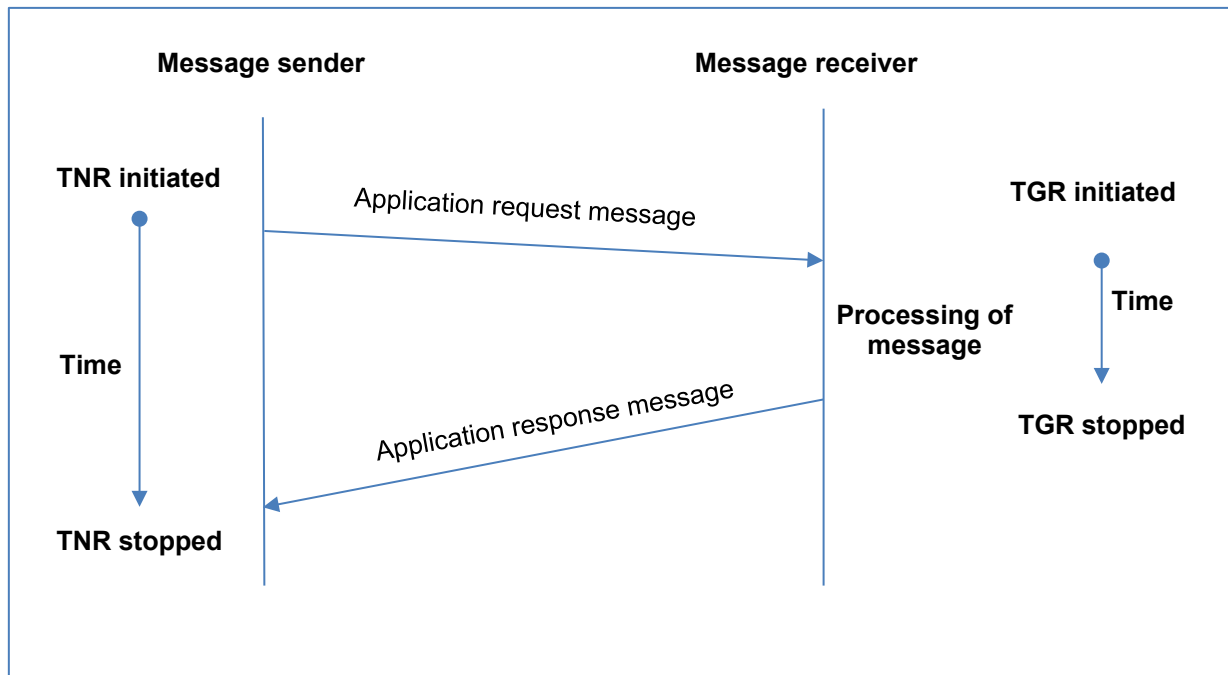 Message sender
Message receiver
TNR initiated
TGR initiated
Application request message
Time
Processing of
message
Time
Application response message
TGR stopped
TNR stopped